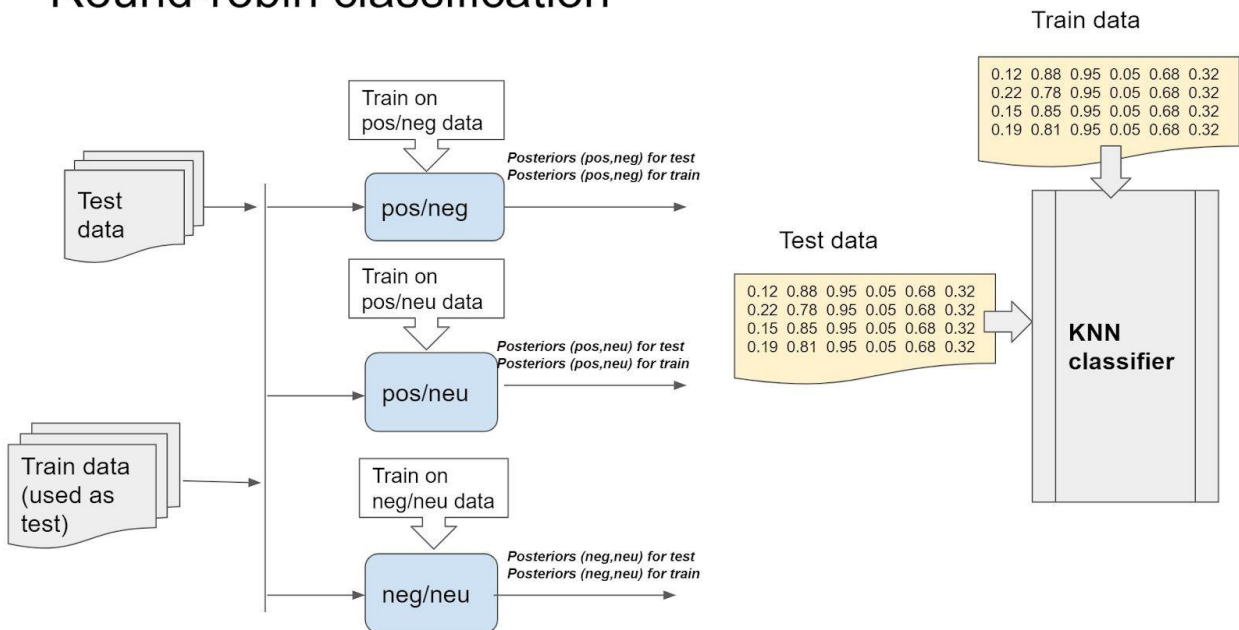 Round robin classification
Train on
pos/neg data
Test
data
pos/neg
Posteriors (pos,neg) for test
Posteriors (pos,neg) for train
Train on
pos/neu data
pos/neu
Posteriors (pos,neu) for test
Posteriors (pos,neu) for train
Train data
(used as
test)
Train on
neg/neu data
neg/neu
Posteriors (neg,neu) for test
Posteriors (neg,neu) for train
Train data
0.12 0.88 0.95 0.05 0.68 0.32
0.22 0.78 0.95 0.05 0.68 0.32
0.15 0.85 0.95 0.05 0.68 0.32
0.19 0.81 0.95 0.05 0.68 0.32
Test data
0.12 0.88 0.95 0.05 0.68 0.32
0.22 0.78 0.95 0.05 0.68 0.32
0.15 0.85 0.95 0.05 0.68 0.32
0.19 0.81 0.95 0.05 0.68 0.32
KNN
classifier